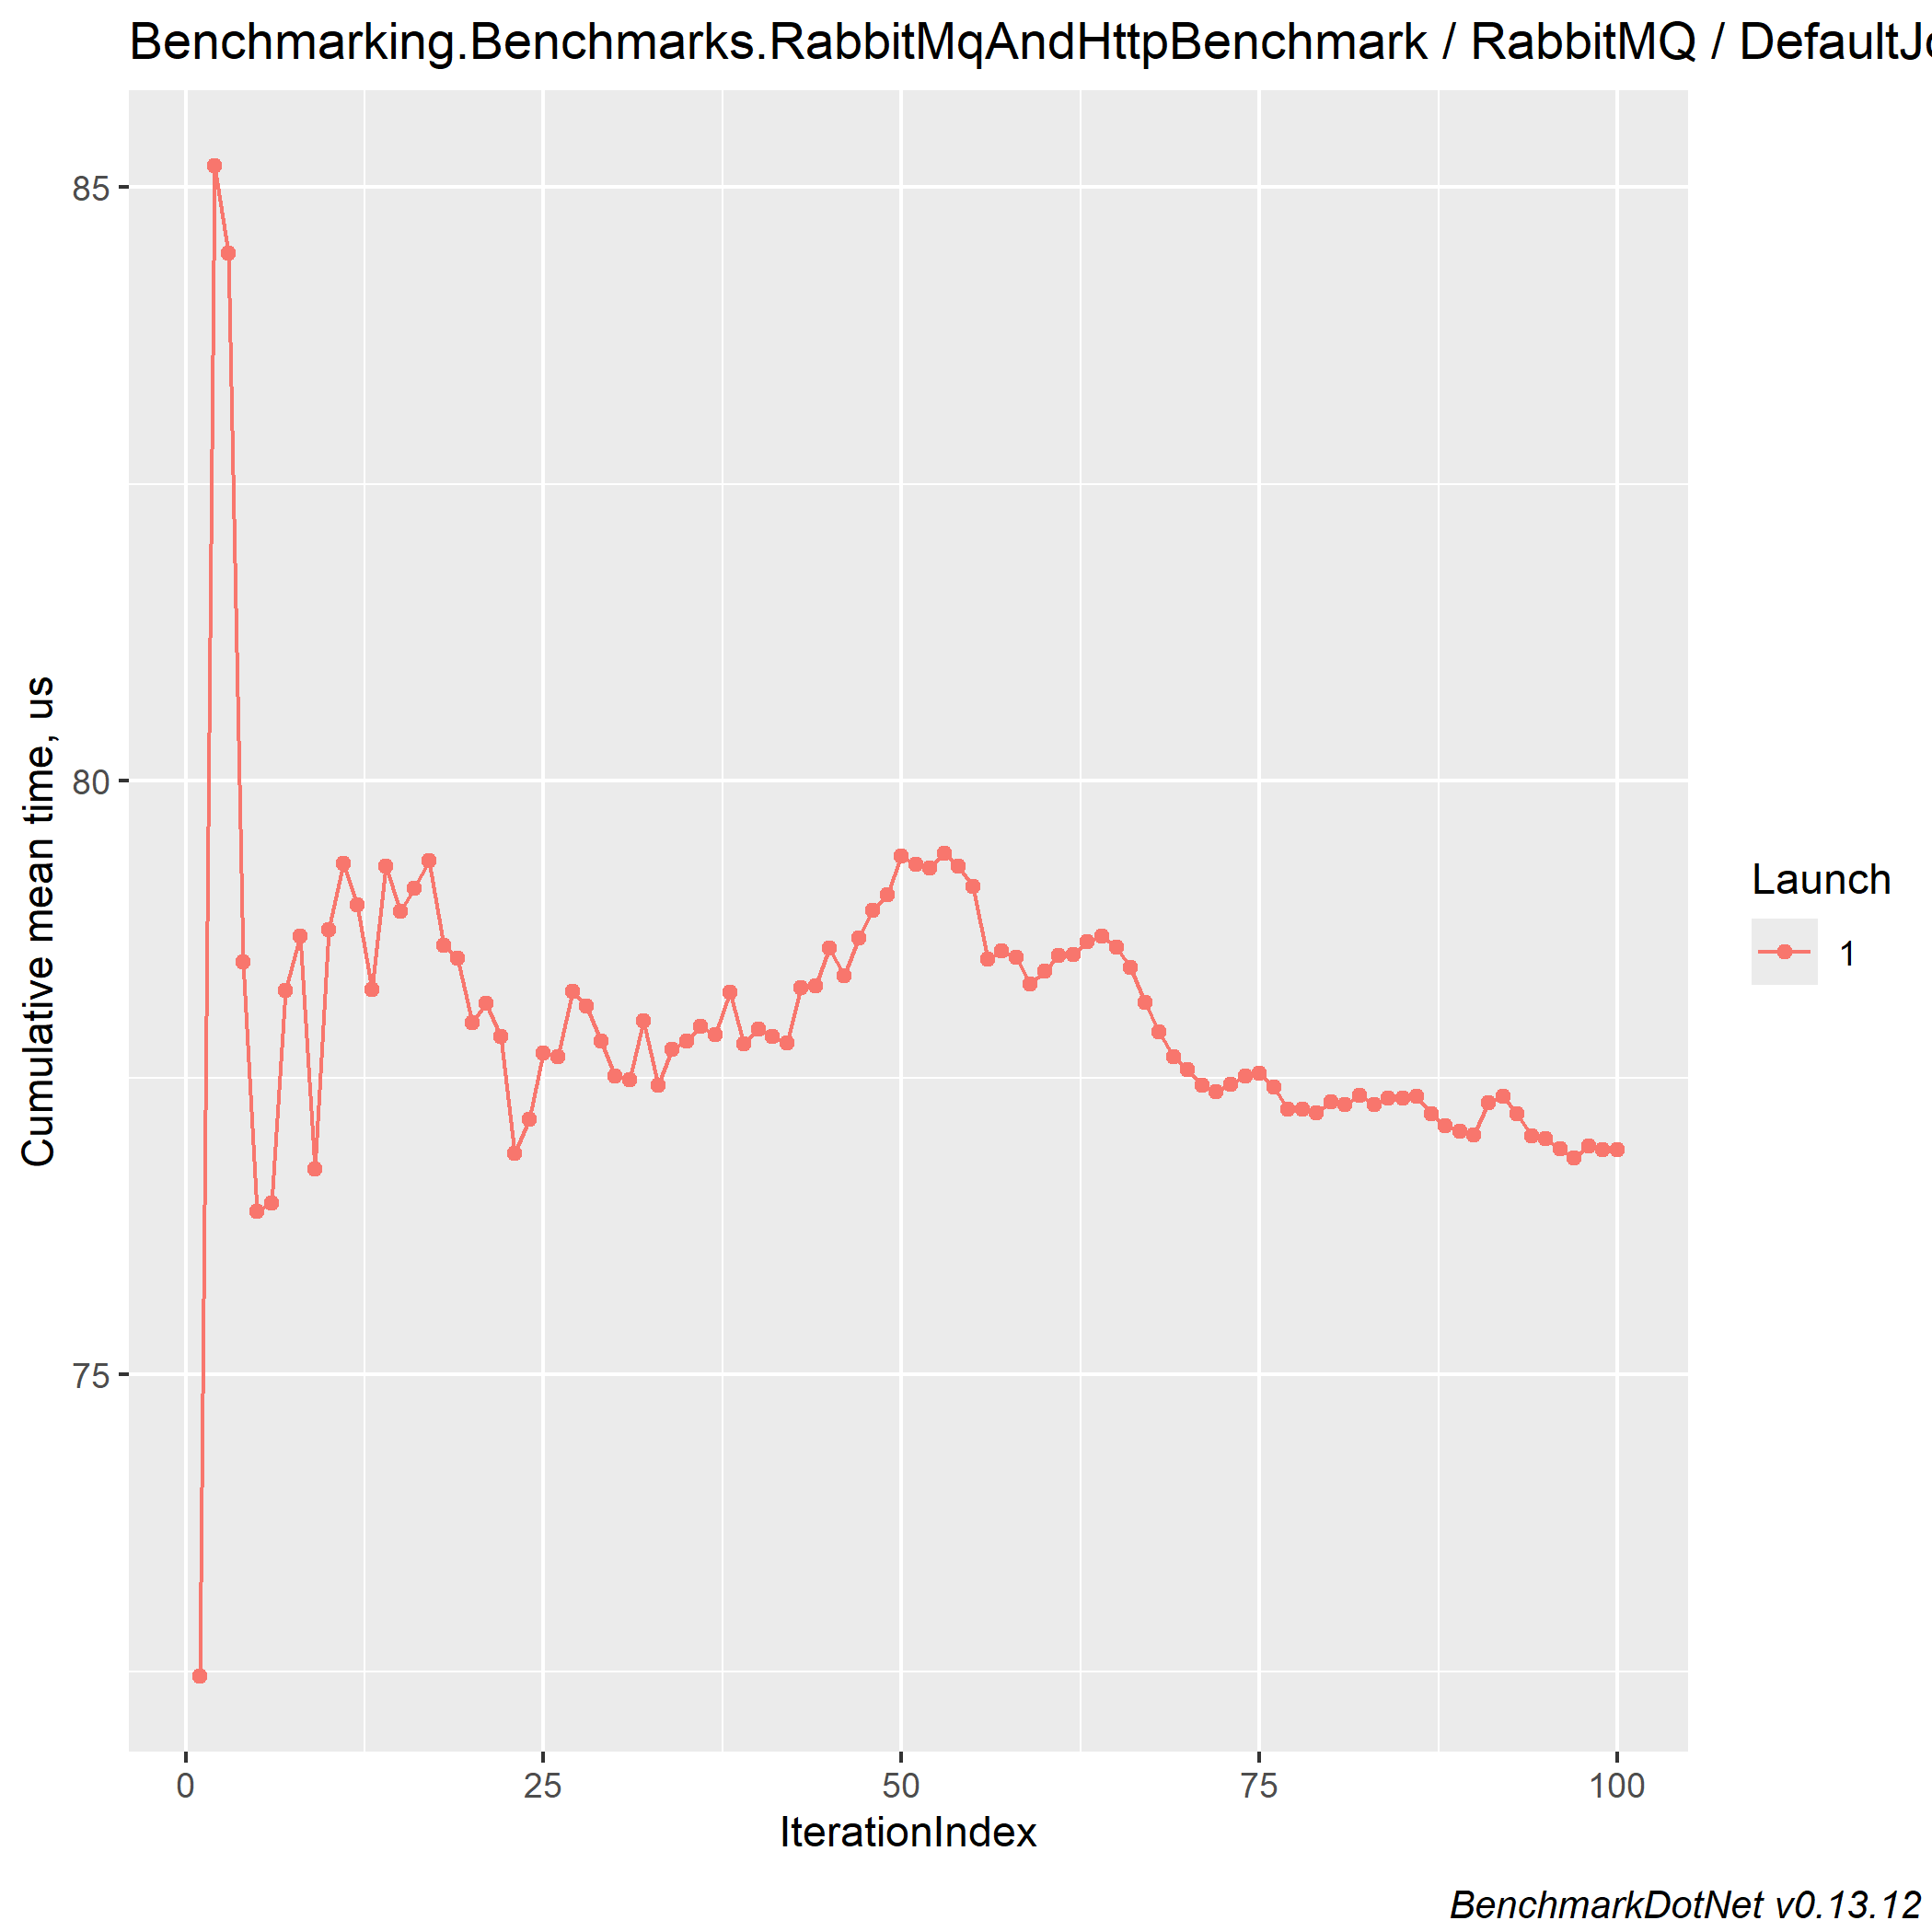 Benchmarking.Benchmarks.RabbitMqAndHttpBenchmark / RabbitMQ / DefaultJo
85
80
75
Cumulative mean time, us
Launch
1
0 25 50 75 100
IterationIndex
BenchmarkDotNet v0.13.12